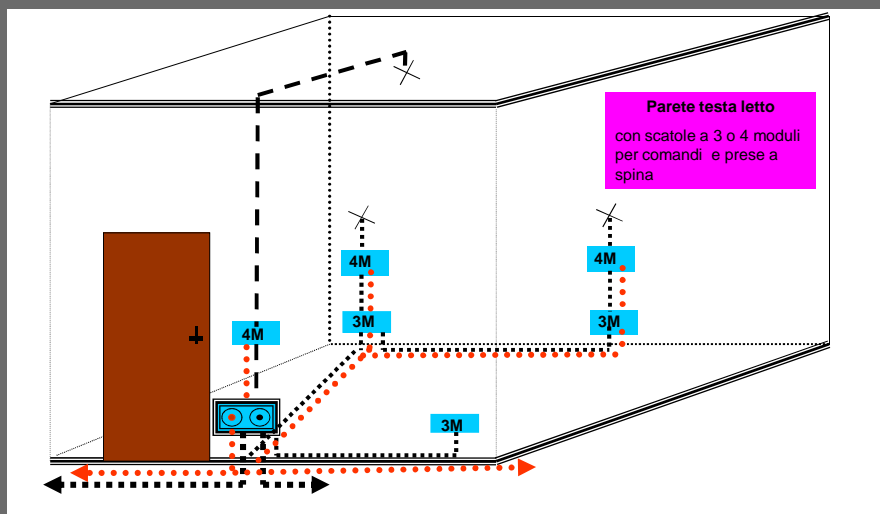 Parete testa letto
con scatole a 3 o 4 moduli
per comandi e prese a
spina
4M
4M
3M
3M
4M
3M